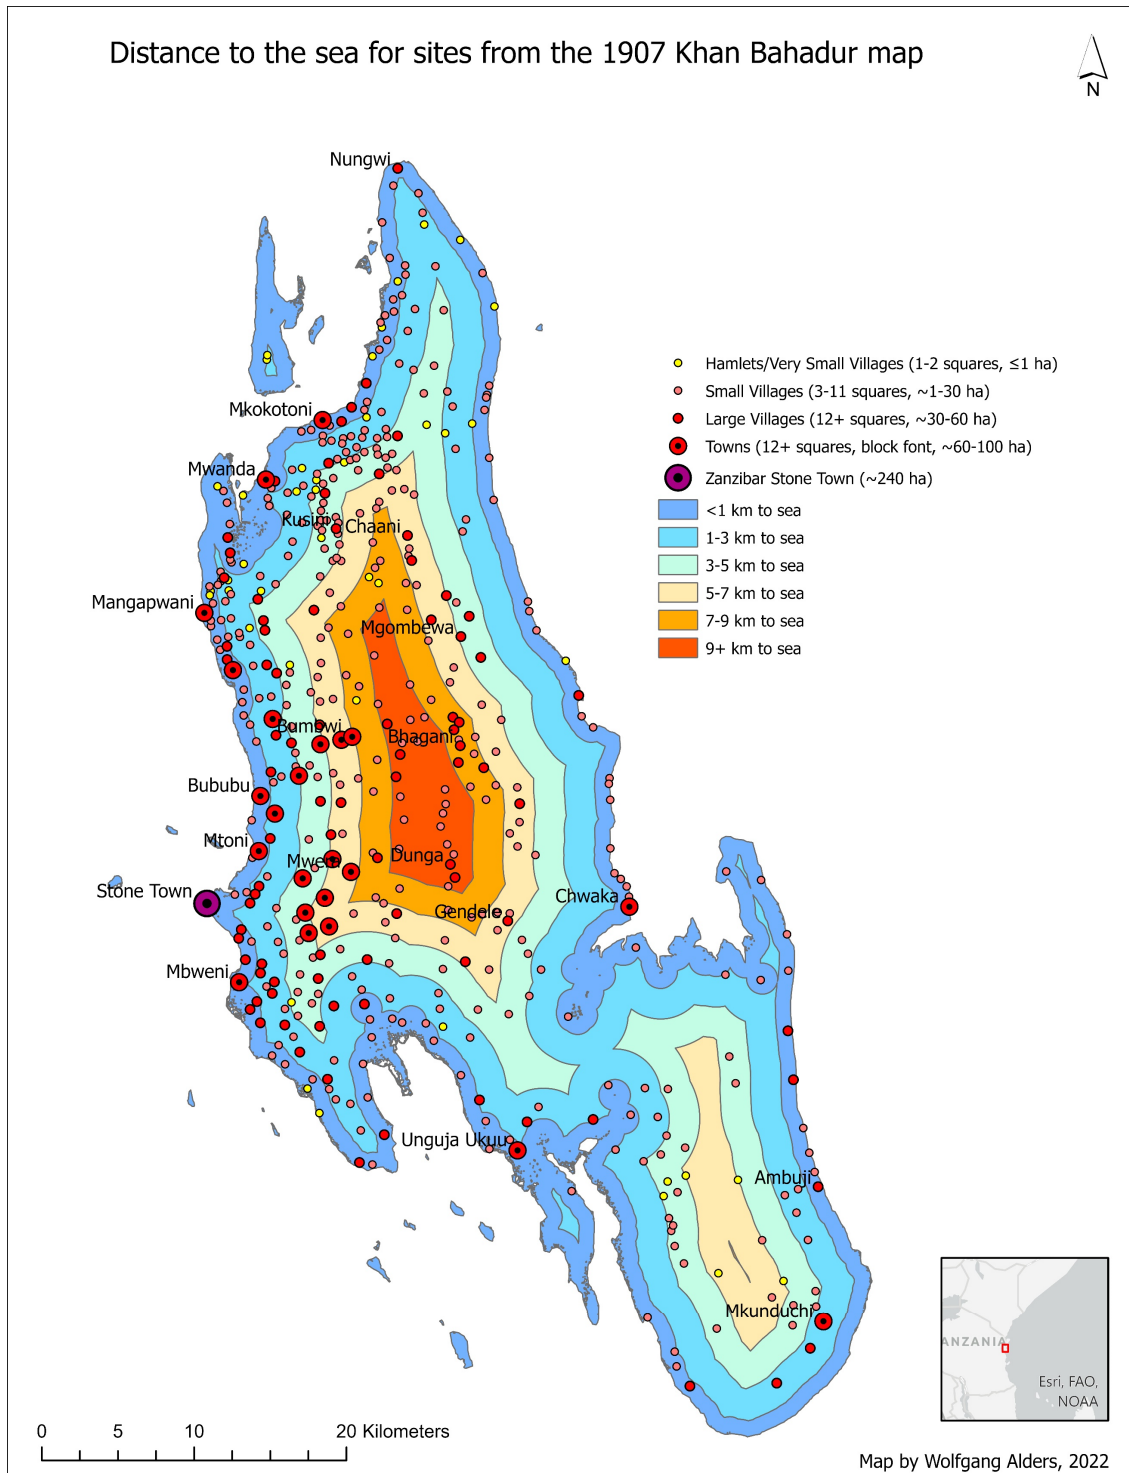 Distance to the sea for sites from the 1907 Khan Bahadur map
N
Nungwi
Hamlets/Very Small Villages (1-2 squares, ≤1 ha)
Small Villages (3-11 squares, ~1-30 ha)
Large Villages (12+ squares, ~30-60 ha)
Towns (12+ squares, block font, ~60-100 ha)
Zanzibar Stone Town (~240 ha)
<1 km to sea
1-3 km to sea
3-5 km to sea
5-7 km to sea
7-9 km to sea
9+ km to sea
Mkokotoni
Mwanda
Kusini
Chaani
Mangapwani
Mgombewa
Bumbwi
Bhagani
Bububu
Mtoni
Mwera
Dunga
Stone Town
Chwaka
Gendele
Mbweni
Unguja Ukuu
Ambuji
Mkunduchi
ANZANIA
Esri, FAO,
NOAA
0 5 10 20 Kilometers
Map by Wolfgang Alders, 2022